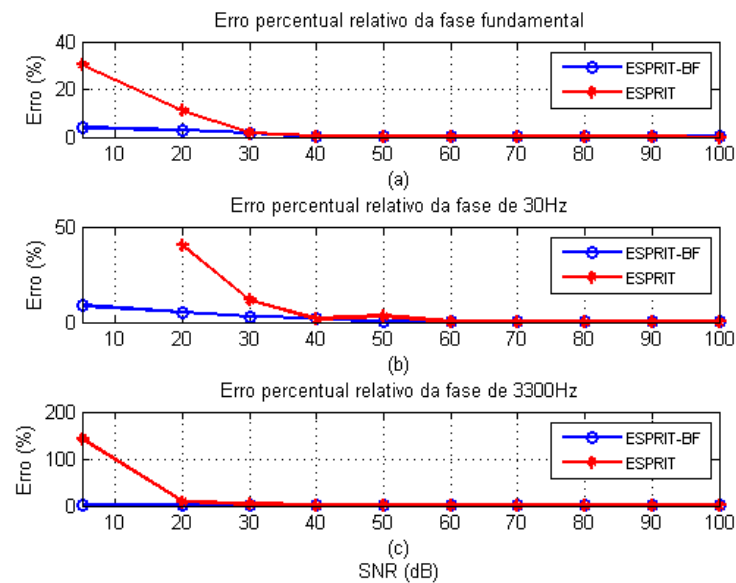 Erro percentual relativo da fase fundamental
40
20
0
Erro (%)
ESPRIT-BF
ESPRIT
10 20 30 40 50 60 70 80 90 100
(a)
Erro percentual relativo da fase de 30Hz
50
0
Erro (%)
ESPRIT-BF
ESPRIT
10 20 30 40 50 60 70 80 90 100
(b)
Erro percentual relativo da fase de 3300Hz
200
100
0
Erro (%)
ESPRIT-BF
ESPRIT
10 20 30 40 50 60 70 80 90 100
(c)
SNR (dB)